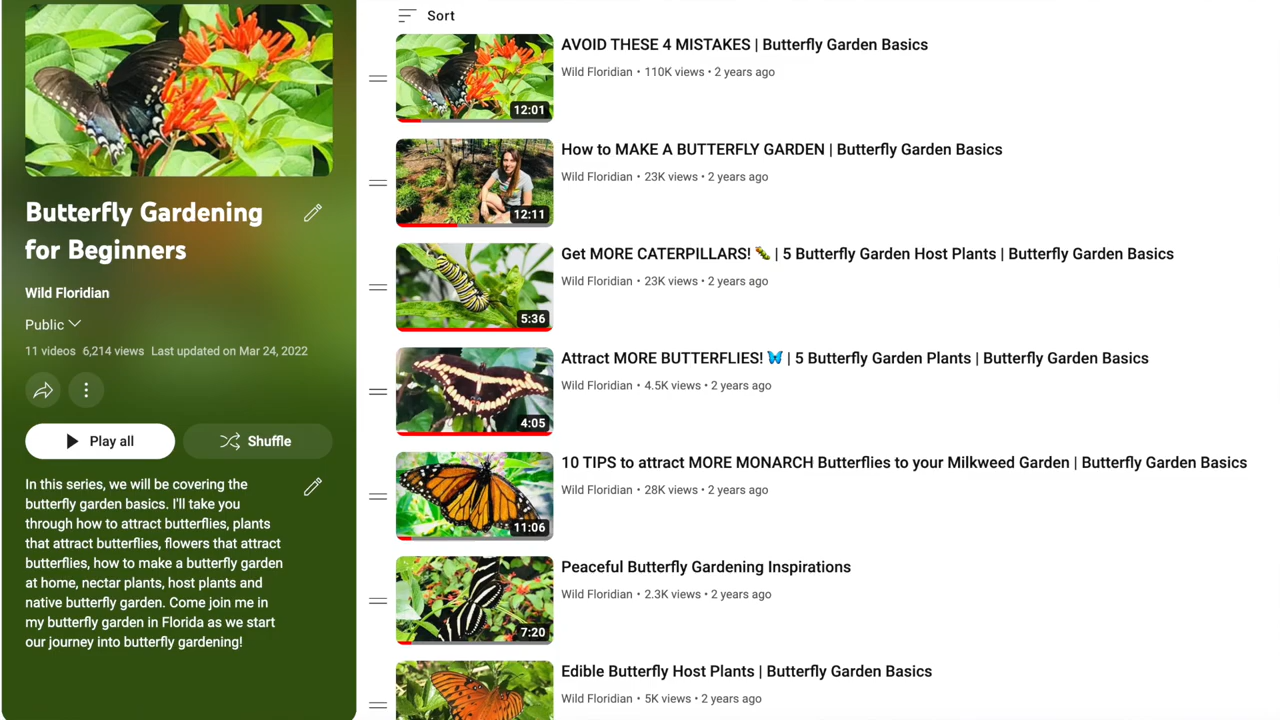 Butterfly Gardening
for Beginners
Wild Floridian
Public
11 videos 6,214 views Last updated on Mar 24, 2022
Play all
Shuffle
In this series, we will be covering the
butterfly garden basics. I'll take you
through how to attract butterflies, plants
that attract butterflies, flowers that attract
butterflies, how to make a butterfly garden
at home, nectar plants, host plants and
native butterfly garden. Come join me in
my butterfly garden in Florida as we start
our journey into butterfly gardening!
Sort
12:01
AVOID THESE 4 MISTAKES | Butterfly Garden Basics
Wild Floridian • 110K views • 2 years ago
12:11
How to MAKE A BUTTERFLY GARDEN | Butterfly Garden Basics
Wild Floridian • 23K views • 2 years ago
5:36
Get MORE CATERPILLARS! 🐛 | 5 Butterfly Garden Host Plants | Butterfly Garden Basics
Wild Floridian • 23K views • 2 years ago
4:05
Attract MORE BUTTERFLIES! 🦋 | 5 Butterfly Garden Plants | Butterfly Garden Basics
Wild Floridian • 4.5K views • 2 years ago
11:06
10 TIPS to attract MORE MONARCH Butterflies to your Milkweed Garden | Butterfly Garden Basics
Wild Floridian • 28K views • 2 years ago
7:20
Peaceful Butterfly Gardening Inspirations
Wild Floridian • 2.3K views • 2 years ago
Edible Butterfly Host Plants | Butterfly Garden Basics
Wild Floridian • 5K views • 2 years ago